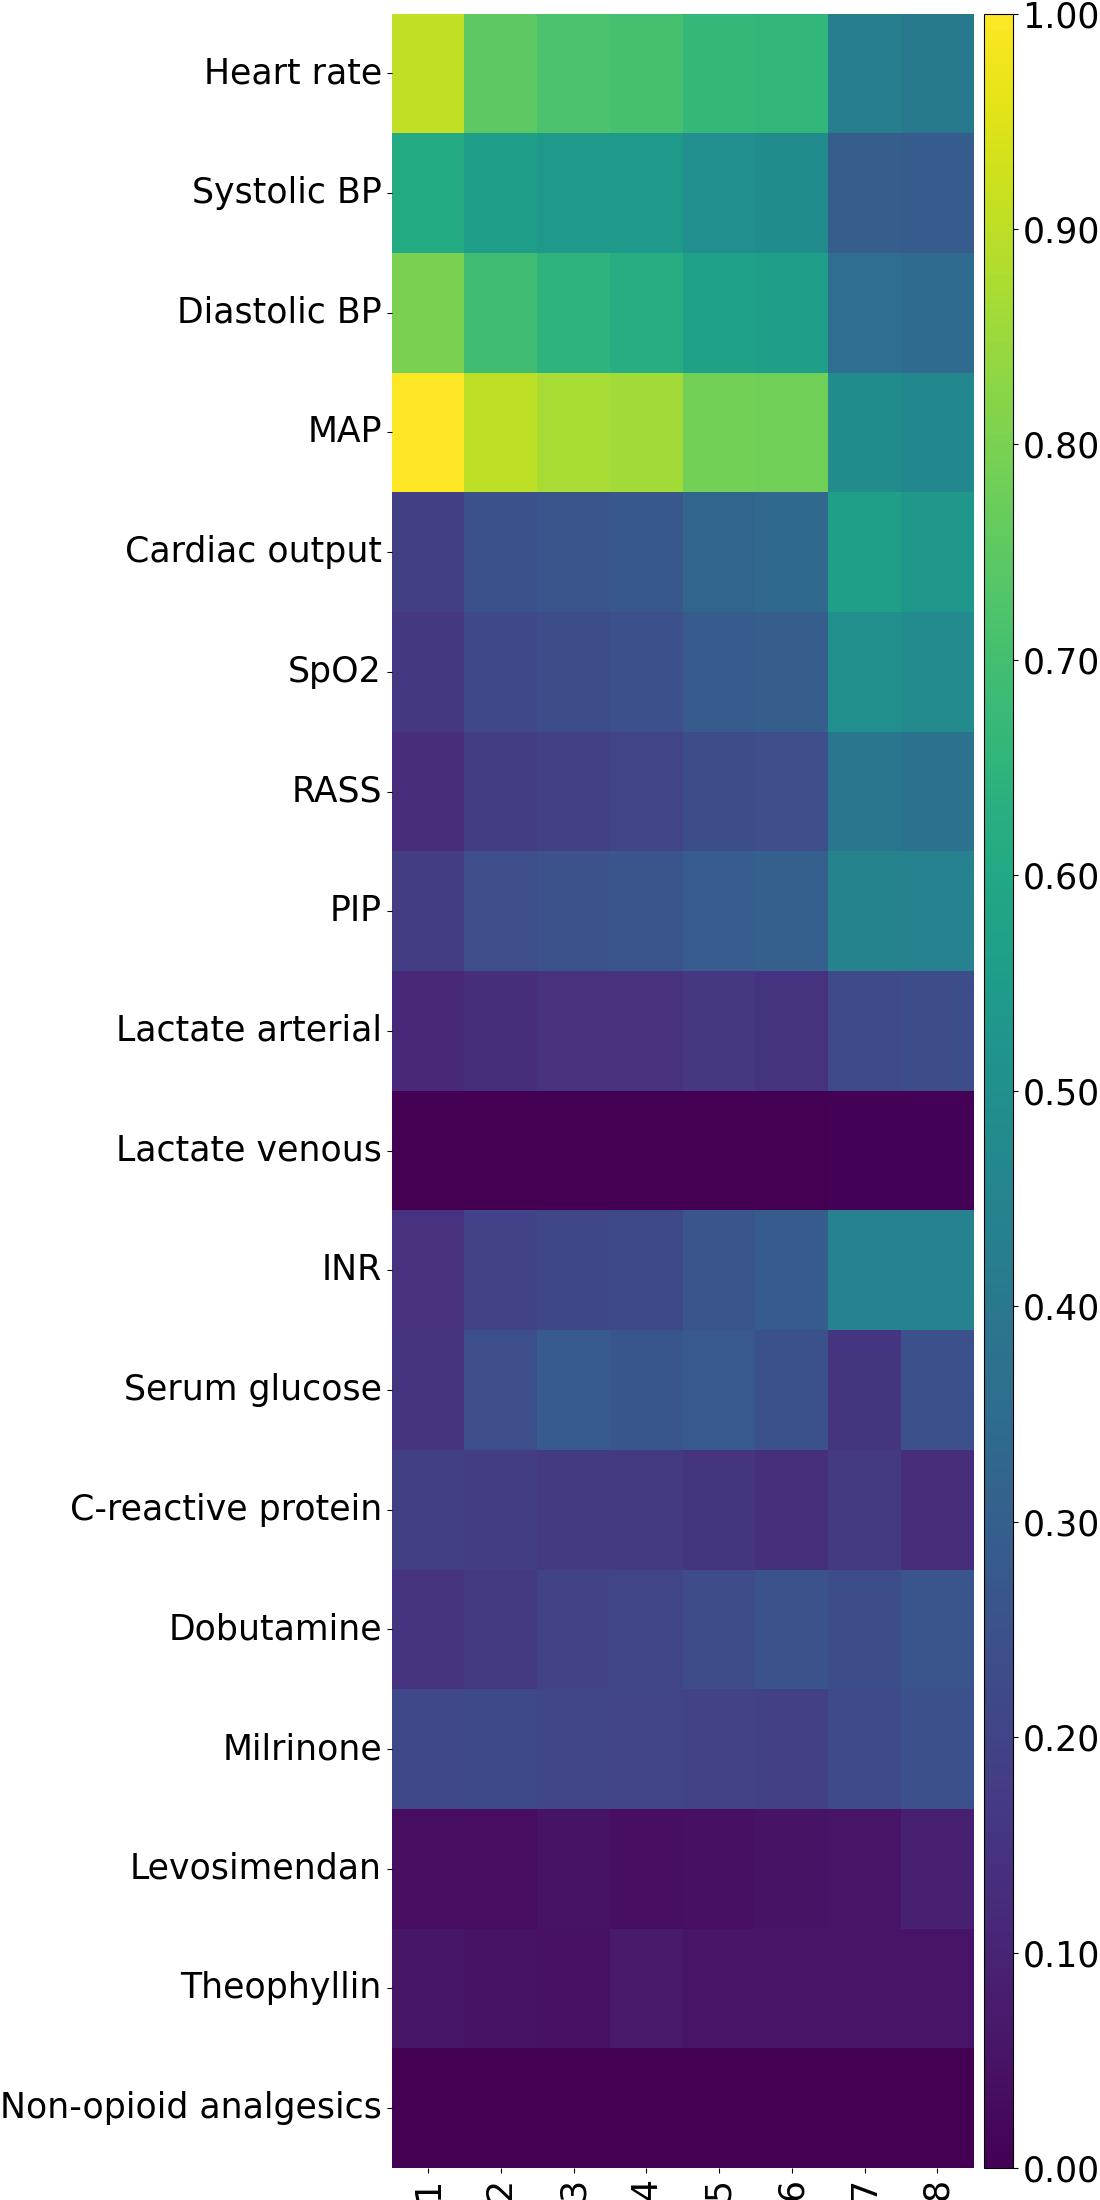 Heart rate
Systolic BP
Diastolic BP
MAP
Cardiac output
SpO2
RASS
PIP
Lactate arterial
Lactate venous
INR
Serum glucose
C-reactive protein
Dobutamine
Milrinone
Levosimendan
Theophyllin
Non-opioid analgesics
1 2 3 4 5 6 7 8
1.00
0.90
0.80
0.70
0.60
0.50
0.40
0.30
0.20
0.10
0.00